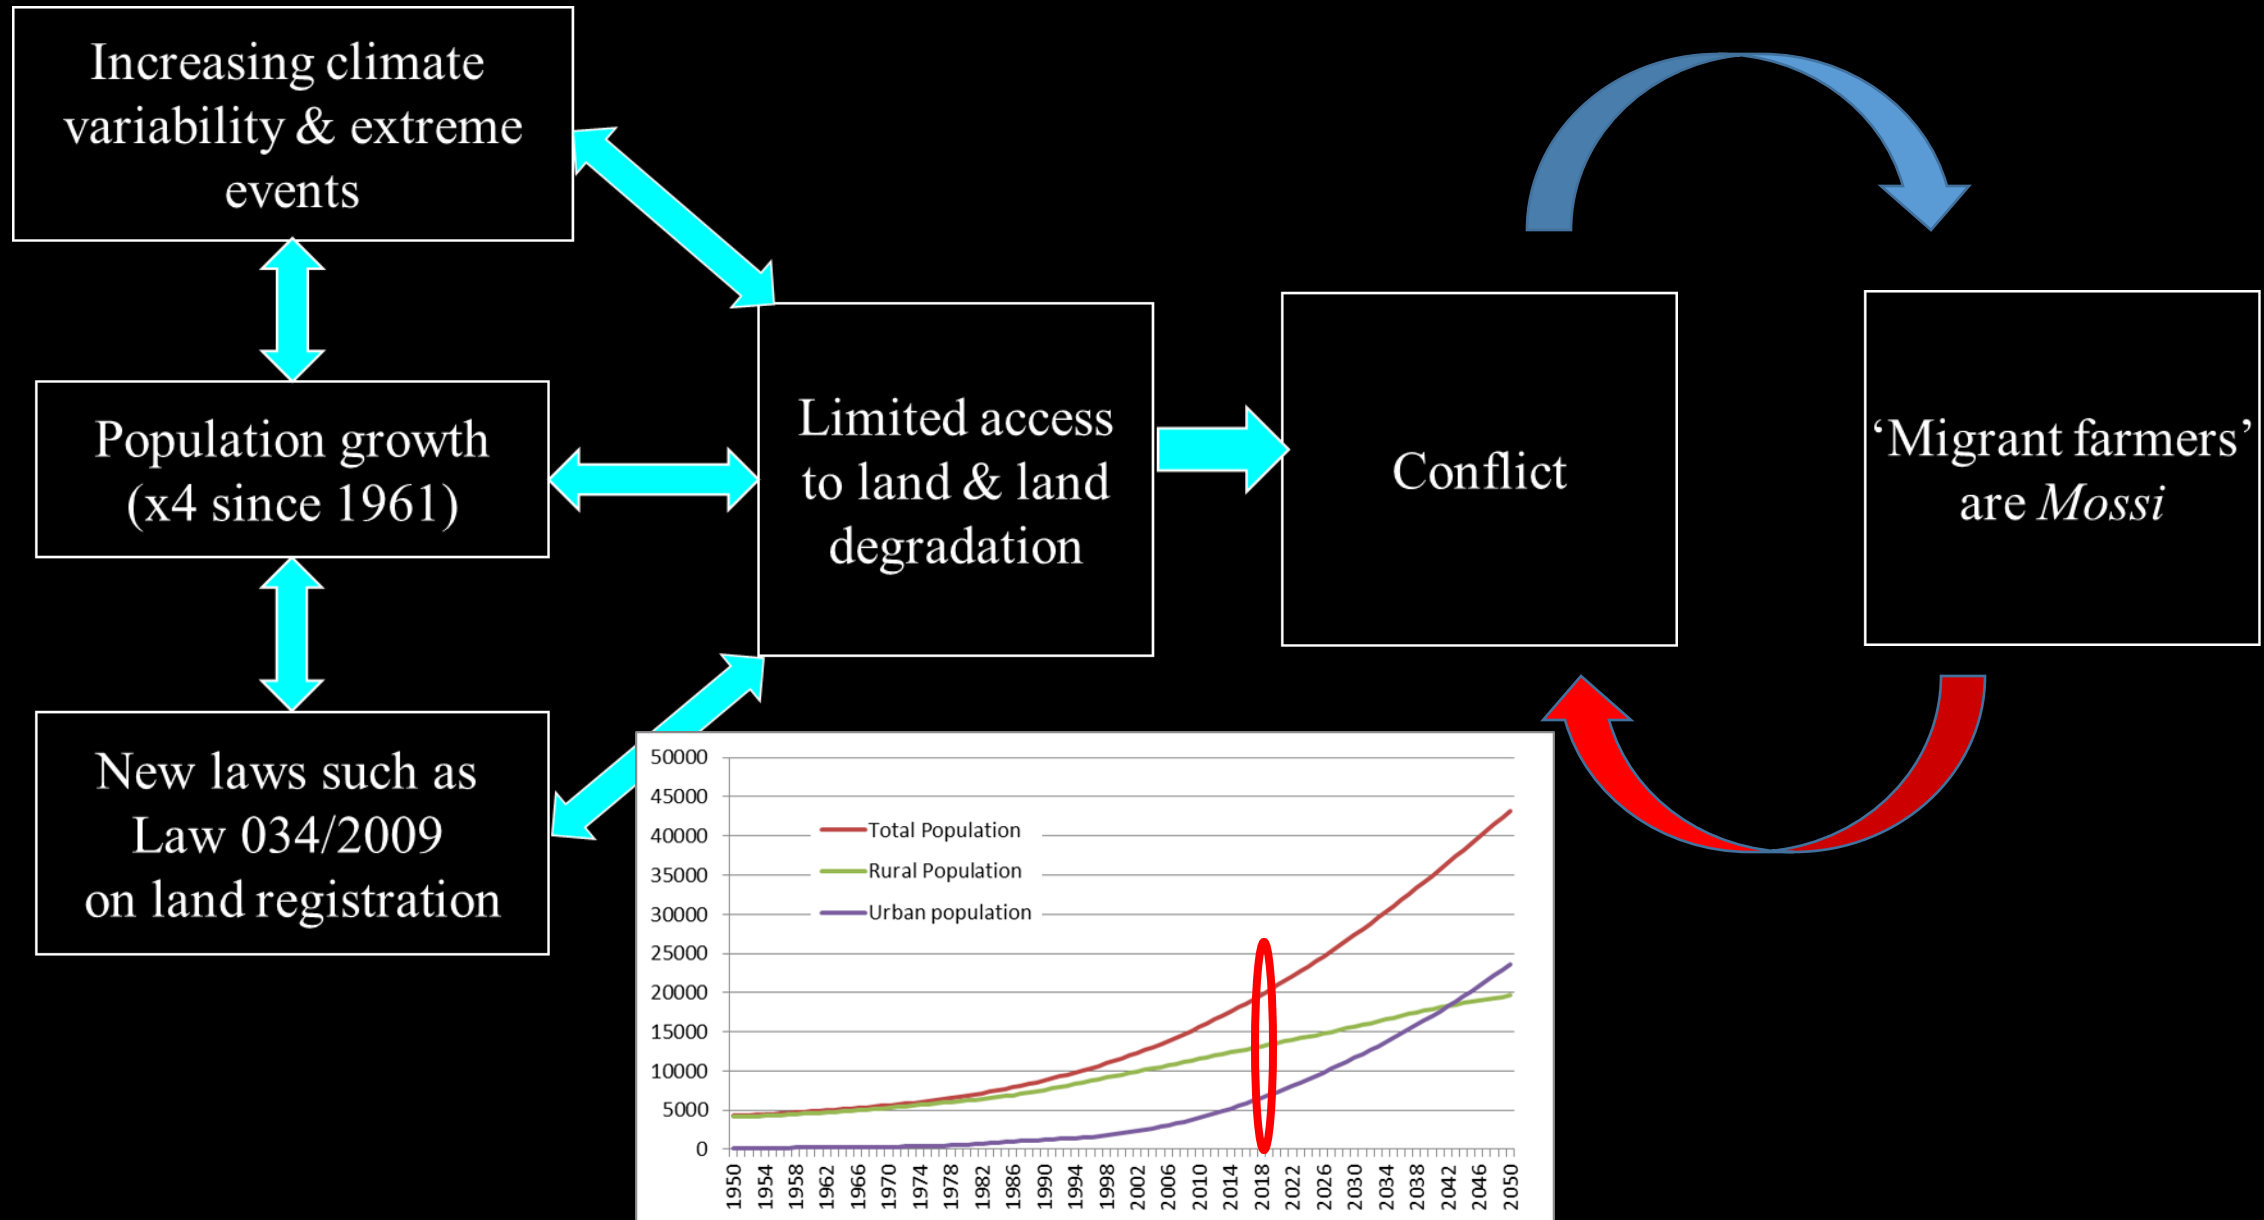 Increasing climate
variability & extreme
events
Population growth
(x4 since 1961)
New laws such as
Law 034/2009
on land registration
Limited access
to land & land
degradation
Conflict
‘Migrant farmers’
are Mossi
50000
45000
40000
35000
30000
25000
20000
15000
10000
5000
0
Total Population
Rural Population
Urban population
1950
1954
1958
1962
1966
1970
1974
1978
1982
1986
1990
1994
1998
2002
2006
2010
2014
2018
2022
2026
2030
2034
2038
2042
2046
2050